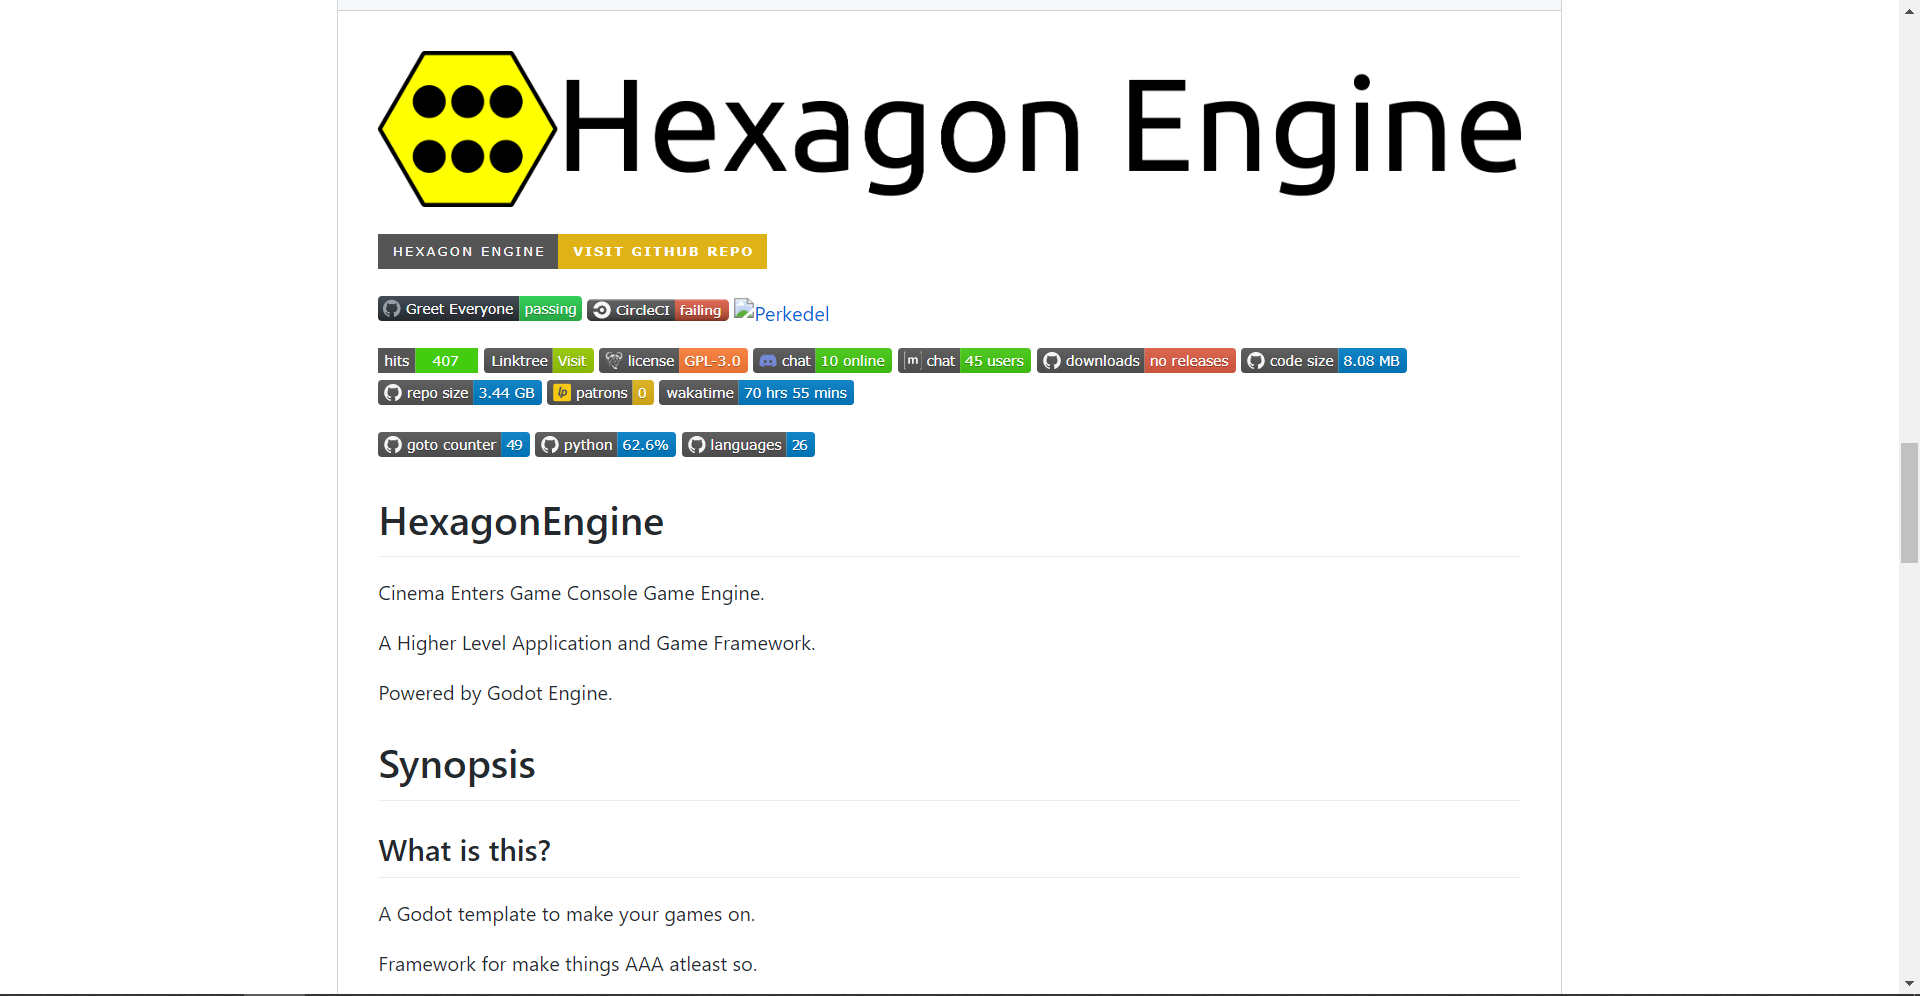 Hexagon Engine
HEXAGON ENGINE VISIT GITHUB REPO
Greet Everyone passing CircleCI failing Perkedel
hits 407 Linktree Visit license GPL-3.0 chat 10 online m chat 45 users downloads no releases code size 8.08 MB
repo size 3.44 GB lp patrons 0 wakatime 70 hrs 55 mins
goto counter 49 python 62.6% languages 26
HexagonEngine
Cinema Enters Game Console Game Engine.
A Higher Level Application and Game Framework.
Powered by Godot Engine.
Synopsis
What is this?
A Godot template to make your games on.
Framework for make things AAA atleast so.